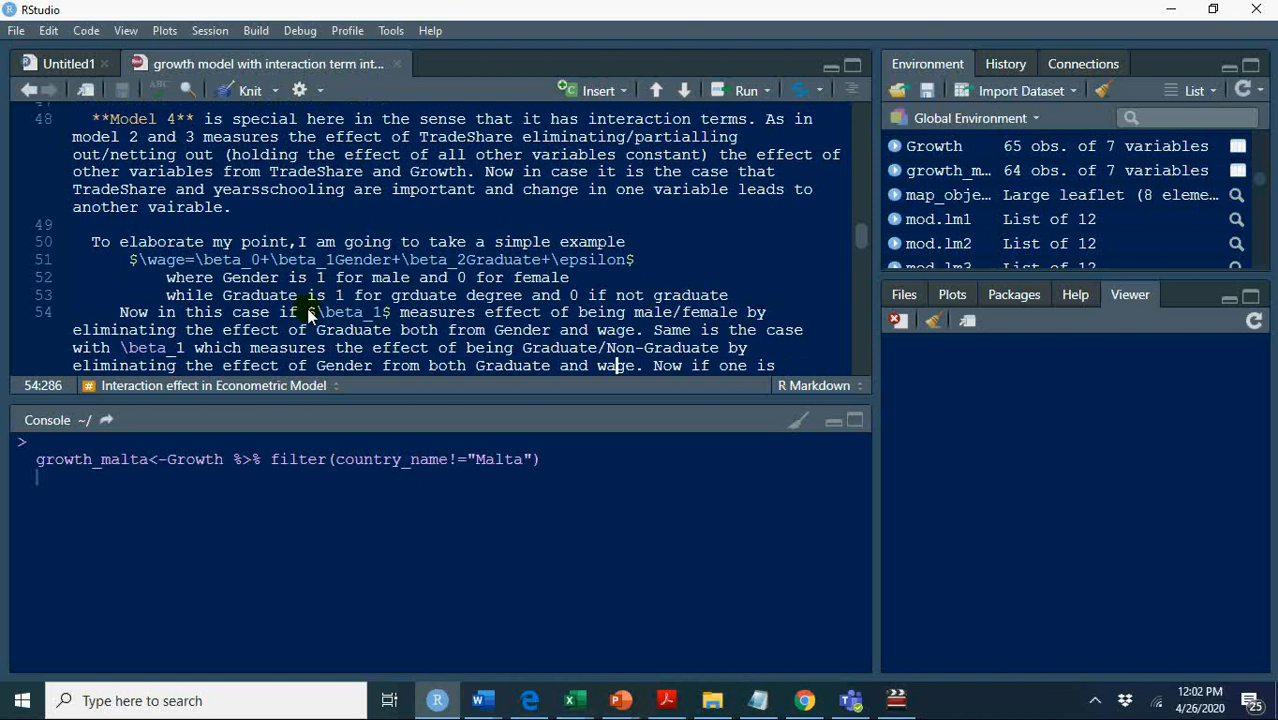 RStudio
File Edit Code View Plots Session Build Debug Profile Tools Help
Untitled1 growth model with interaction term int...
ABC Knit Insert Run
47
48 **Model 4** is special here in the sense that it has interaction terms. As in
model 2 and 3 measures the effect of TradeShare eliminating/partialling
out/netting out (holding the effect of all other variables constant) the effect of
other variables from TradeShare and Growth. Now in case it is the case that
TradeShare and yearsschooling are important and change in one variable leads to
another vairable.
49
50 To elaborate my point,I am going to take a simple example
51 $\wage=\beta_0+\beta_1Gender+\beta_2Graduate+\epsilon$
52 where Gender is 1 for male and 0 for female
53 while Graduate is 1 for grduate degree and 0 if not graduate
54 Now in this case if $\beta_1$ measures effect of being male/female by
eliminating the effect of Graduate both from Gender and wage. Same is the case
with \beta_1 which measures the effect of being Graduate/Non-Graduate by
eliminating the effect of Gender from both Graduate and wage. Now if one is
54:286 # Interaction effect in Econometric Model R Markdown
Console ~/
>
growth_malta<-Growth %>% filter(country_name!="Malta")
Environment History Connections
Import Dataset List
Global Environment
Growth 65 obs. of 7 variables
growth_m... 64 obs. of 7 variables
map_obje... Large leaflet (8 eleme...
mod.lm1 List of 12
mod.lm2 List of 12
mod.lm3 List of 12
Files Plots Packages Help Viewer
Type here to search
12:02 PM
4/26/2020
25